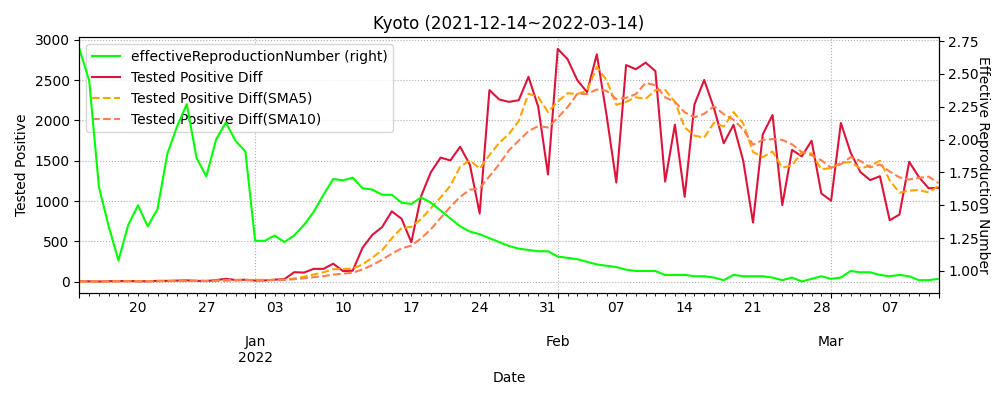 Kyoto (2021-12-14~2022-03-14)
effectiveReproductionNumber (right)
Tested Positive Diff
Tested Positive Diff(SMA5)
Tested Positive Diff(SMA10)
3000
2500
2000
1500
1000
500
0
Tested Positive
2.75
2.50
2.25
2.00
1.75
1.50
1.25
1.00
Effective Reproduction Number
20 27 03 10 17 24 31 07 14 21 28 07
Jan Feb Mar
2022
Date